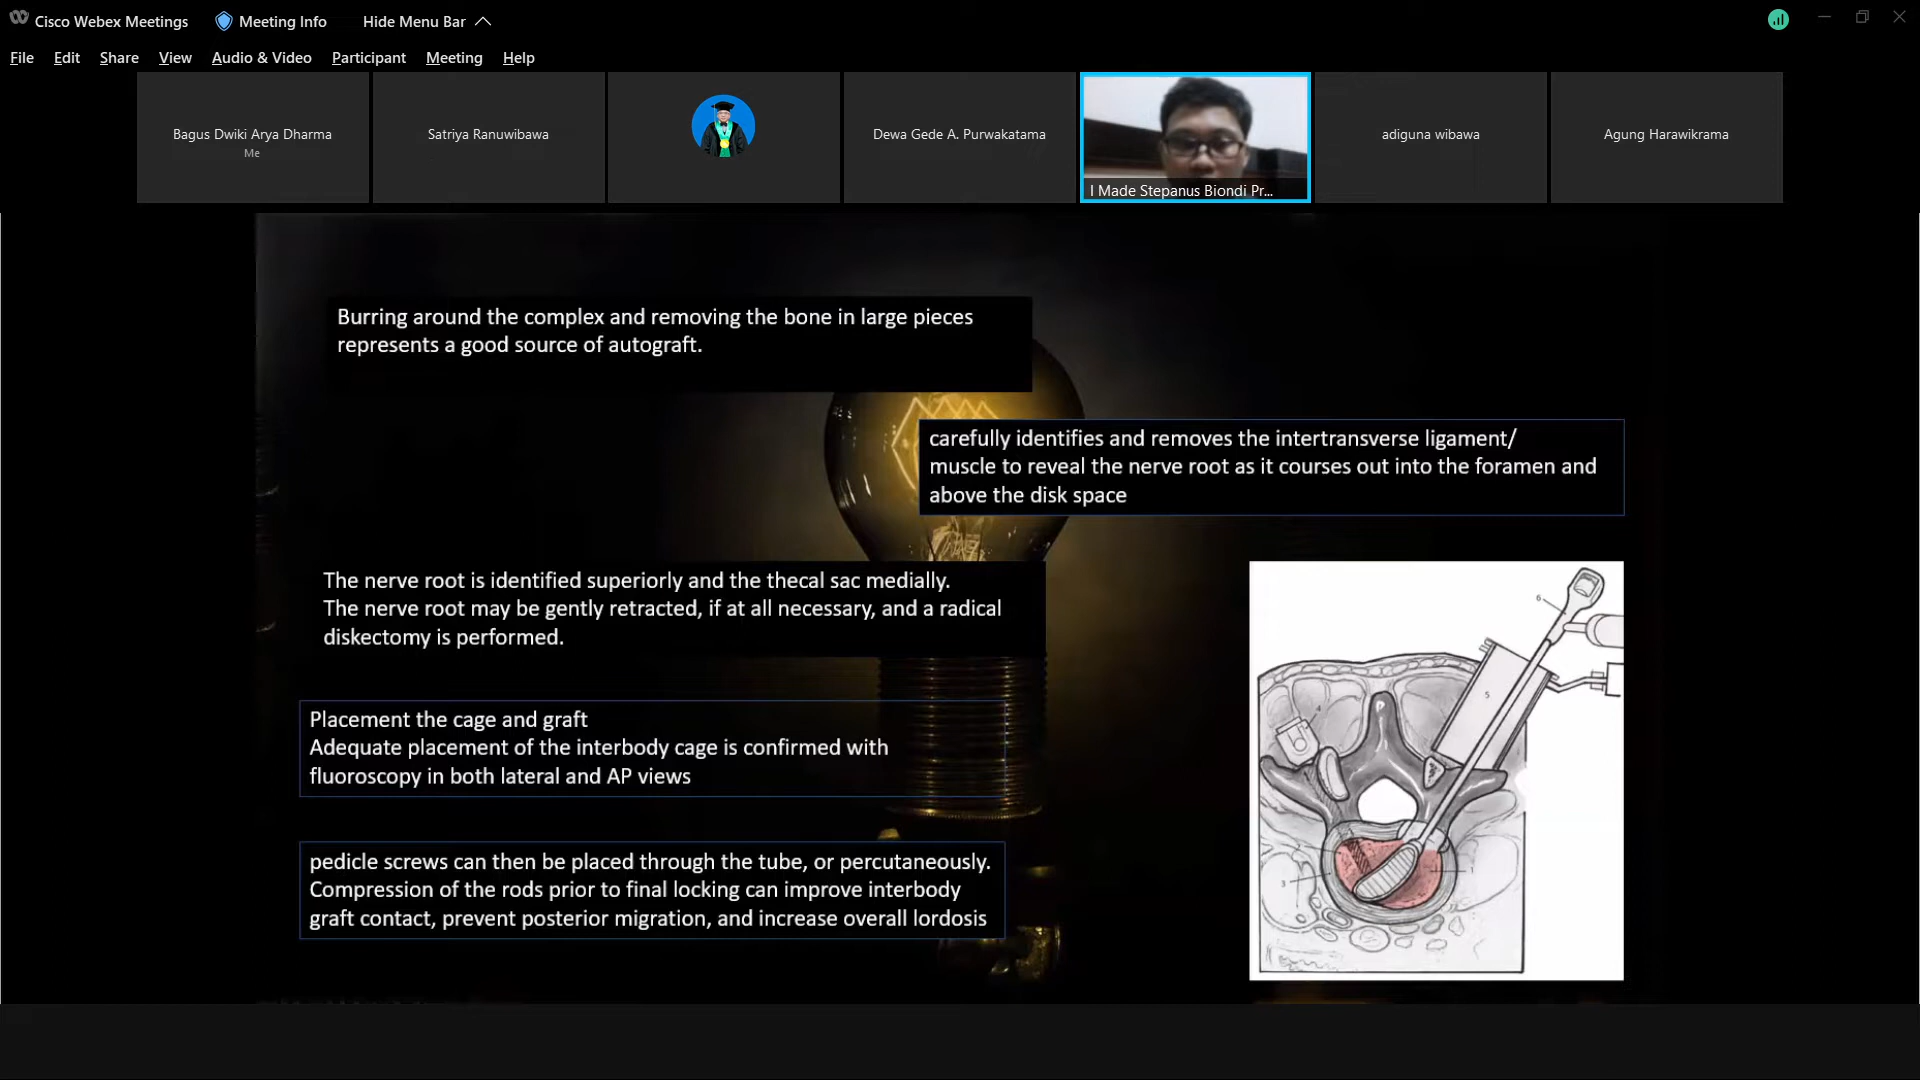 Cisco Webex Meetings
Meeting Info
Hide Menu Bar
File Edit Share View Audio & Video Participant Meeting Help
Bagus Dwiki Arya Dharma
Me
Satriya Ranuwibawa
Dewa Gede A. Purwakatama
I Made Stepanus Biondi Pr...
adiguna wibawa
Agung Harawikrama
Burring around the complex and removing the bone in large pieces
represents a good source of autograft.
carefully identifies and removes the intertransverse ligament/
muscle to reveal the nerve root as it courses out into the foramen and
above the disk space
The nerve root is identified superiorly and the thecal sac medially.
The nerve root may be gently retracted, if at all necessary, and a radical
diskectomy is performed.
Placement the cage and graft
Adequate placement of the interbody cage is confirmed with
fluoroscopy in both lateral and AP views
pedicle screws can then be placed through the tube, or percutaneously.
Compression of the rods prior to final locking can improve interbody
graft contact, prevent posterior migration, and increase overall lordosis
6
5
4
3
1